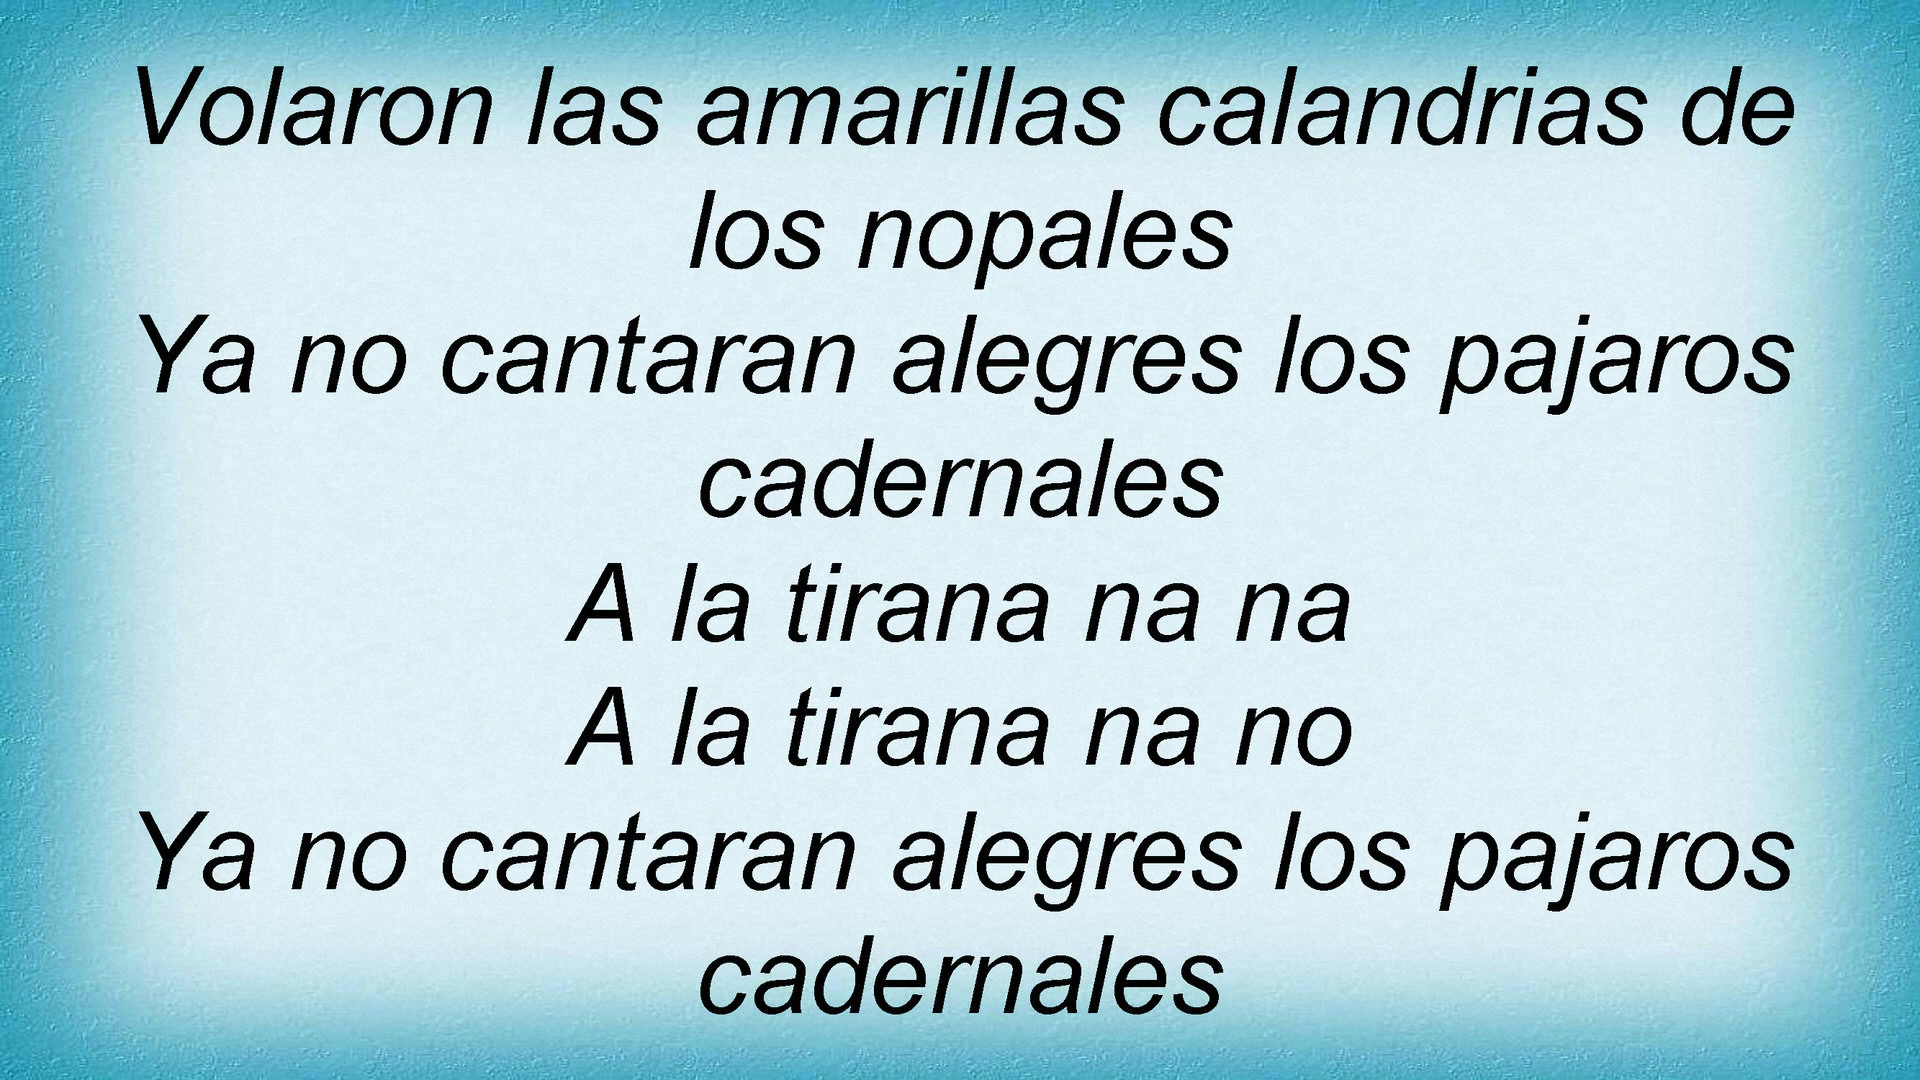 Volaron las amarillas calandrias de
los nopales
Ya no cantaran alegres los pajaros
cadernales
A la tirana na na
A la tirana na no
Ya no cantaran alegres los pajaros
cadernales